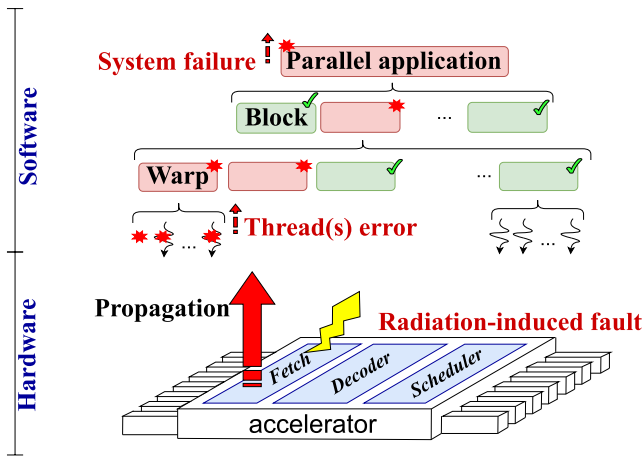 System failure
Parallel application
Block
...
Warp
...
Thread(s) error
...
...
Software
Propagation
Radiation-induced fault
Fetch
Decoder
Scheduler
accelerator
Hardware